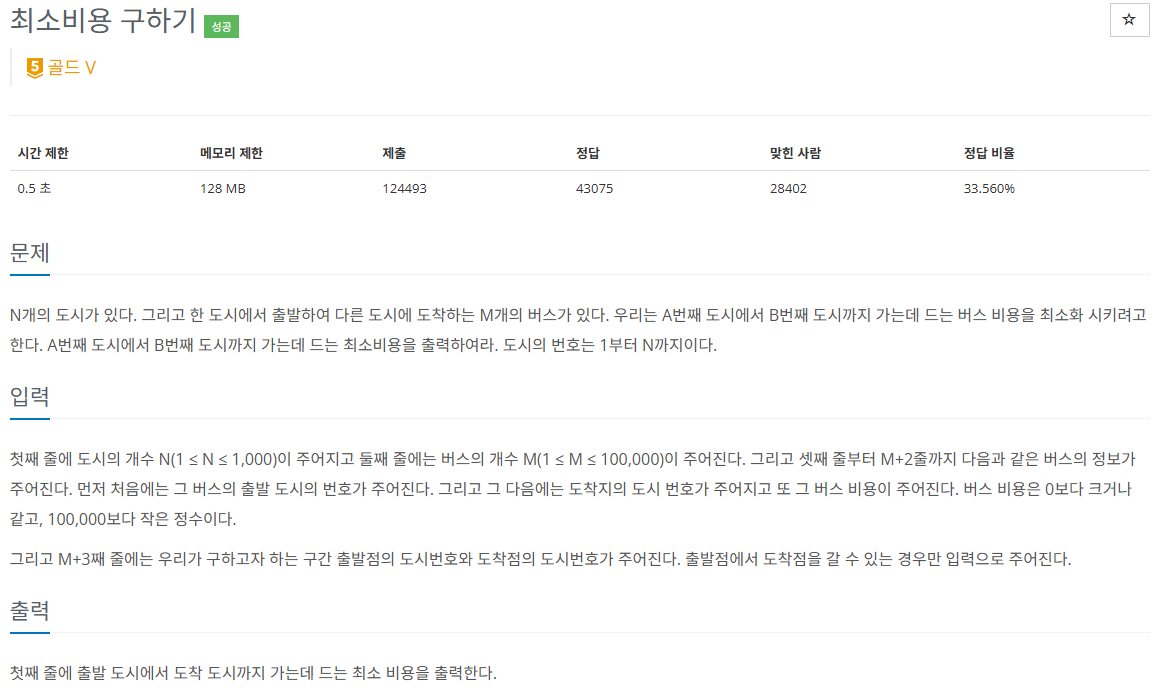 최소비용 구하기 성공
☆
5 골드 V
시간 제한 메모리 제한 제출 정답 맞힌 사람 정답 비율
0.5 초 128 MB 124493 43075 28402 33.560%
문제
N개의 도시가 있다. 그리고 한 도시에서 출발하여 다른 도시에 도착하는 M개의 버스가 있다. 우리는 A번째 도시에서 B번째 도시까지 가는데 드는 버스 비용을 최소화 시키려고
한다. A번째 도시에서 B번째 도시까지 가는데 드는 최소비용을 출력하여라. 도시의 번호는 1부터 N까지이다.
입력
첫째 줄에 도시의 개수 N(1 ≤ N ≤ 1,000)이 주어지고 둘째 줄에는 버스의 개수 M(1 ≤ M ≤ 100,000)이 주어진다. 그리고 셋째 줄부터 M+2줄까지 다음과 같은 버스의 정보가
주어진다. 먼저 처음에는 그 버스의 출발 도시의 번호가 주어진다. 그리고 그 다음에는 도착지의 도시 번호가 주어지고 또 그 버스 비용이 주어진다. 버스 비용은 0보다 크거나
같고, 100,000보다 작은 정수이다.
그리고 M+3째 줄에는 우리가 구하고자 하는 구간 출발점의 도시번호와 도착점의 도시번호가 주어진다. 출발점에서 도착점을 갈 수 있는 경우만 입력으로 주어진다.
출력
첫째 줄에 출발 도시에서 도착 도시까지 가는데 드는 최소 비용을 출력한다.